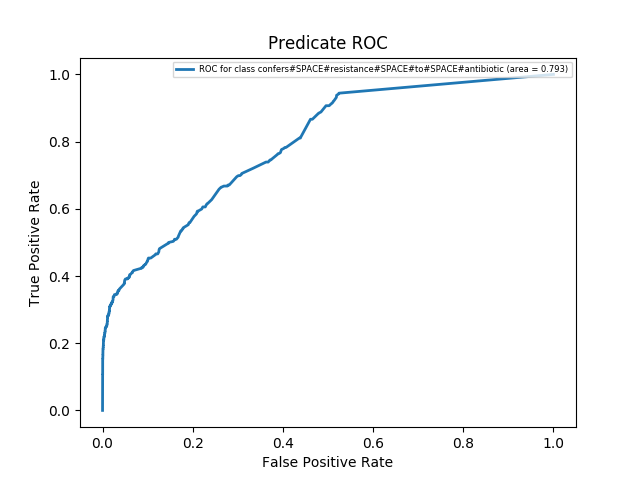 Predicate ROC
ROC for class confers#SPACE#resistance#SPACE#to#SPACE#antibiotic (area = 0.793)
1.0
0.8
0.6
0.4
0.2
0.0
True Positive Rate
0.0 0.2 0.4 0.6 0.8 1.0
False Positive Rate